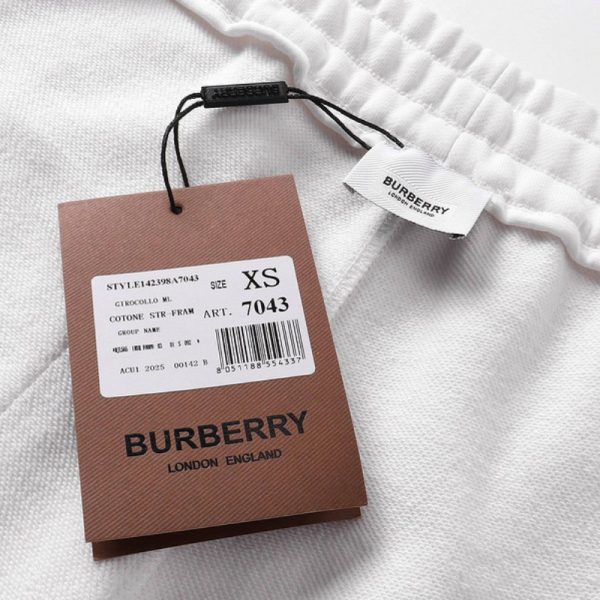 BURBERRY
BURBERRY
LONDON ENGLAND
STYLE142398A7043
SIZE XS
GIROCOLLO ML
COTONE STR-FRAM
ART. 7043
GROUP NAME
ACU1 2025 00142 B
8 051188 554337
BURBERRY
LONDON ENGLAND